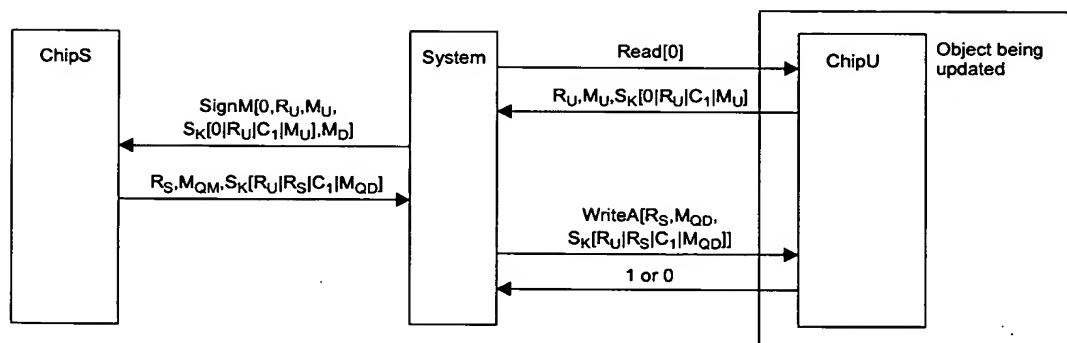 ChipS
System
ChipU
Object being
updated
Read[0]
R_U,M_U,S_K[0|R_U|C_1|M_U]
SignM[0,R_U,M_U,
S_K[0|R_U|C_1|M_U],M_D]
R_S,M_QM,S_K[R_U|R_S|C_1|M_QD]
WriteA[R_S,M_QD,
S_K[R_U|R_S|C_1|M_QD]]
1 or 0